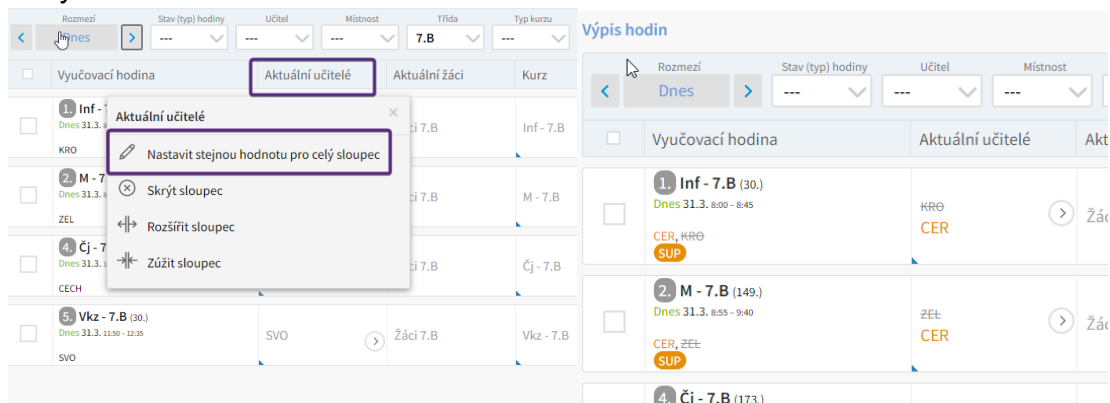 Rozmezí Stav (typ) hodiny Učitel Místnost Třída Typ kurzu
Dnes --- --- --- 7.B ---
Vyučovací hodina Aktuální učitelé Aktuální žáci Kurz
1. Inf - 7.B
Dnes 31.3.
KRO
Inf - 7.B
2. M - 7
Dnes 31.3.
ZEL
7.B
M - 7.B
4. Čj - 7
Dnes 31.3.
CECH
7.B
Čj - 7.B
5. Vkz - 7.B (30.)
Dnes 31.3. 11:50 – 12:35
SVO
SVO
Žáci 7.B
Vkz - 7.B
Aktuální učitelé ×
Nastavit stejnou hodnotu pro celý sloupec
Skrýt sloupec
Rozšířit sloupec
Zúžit sloupec
Výpis hodin
Rozmezí Stav (typ) hodiny Učitel Místnost
Dnes --- --- ---
Vyučovací hodina Aktuální učitelé Akt
1. Inf - 7.B (30.)
Dnes 31.3. 8:00 – 8:45
CER, KRO
SUP
KRO
CER
Žác
2. M - 7.B (149.)
Dnes 31.3. 8:55 – 9:40
CER, ZEL
SUP
ZEL
CER
Žác
4. Čj - 7.B (173.)